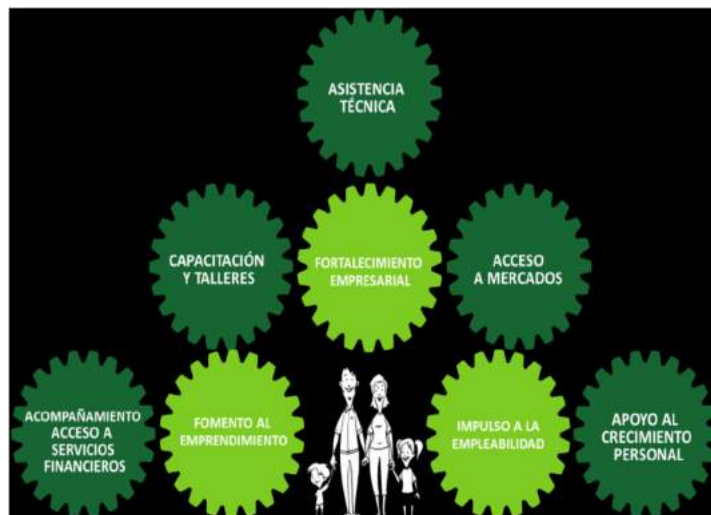 ASISTENCIA
TÉCNICA
CAPACITACIÓN
Y TALLERES
FORTALECIMIENTO
EMPRESARIAL
ACCESO
A MERCADOS
ACOMPAÑAMIENTO
ACCESO A
SERVICIOS
FINANCIEROS
FOMENTO AL
EMPRENDIMIENTO
IMPULSO A LA
EMPLEABILIDAD
APOYO AL
CRECIMIENTO
PERSONAL